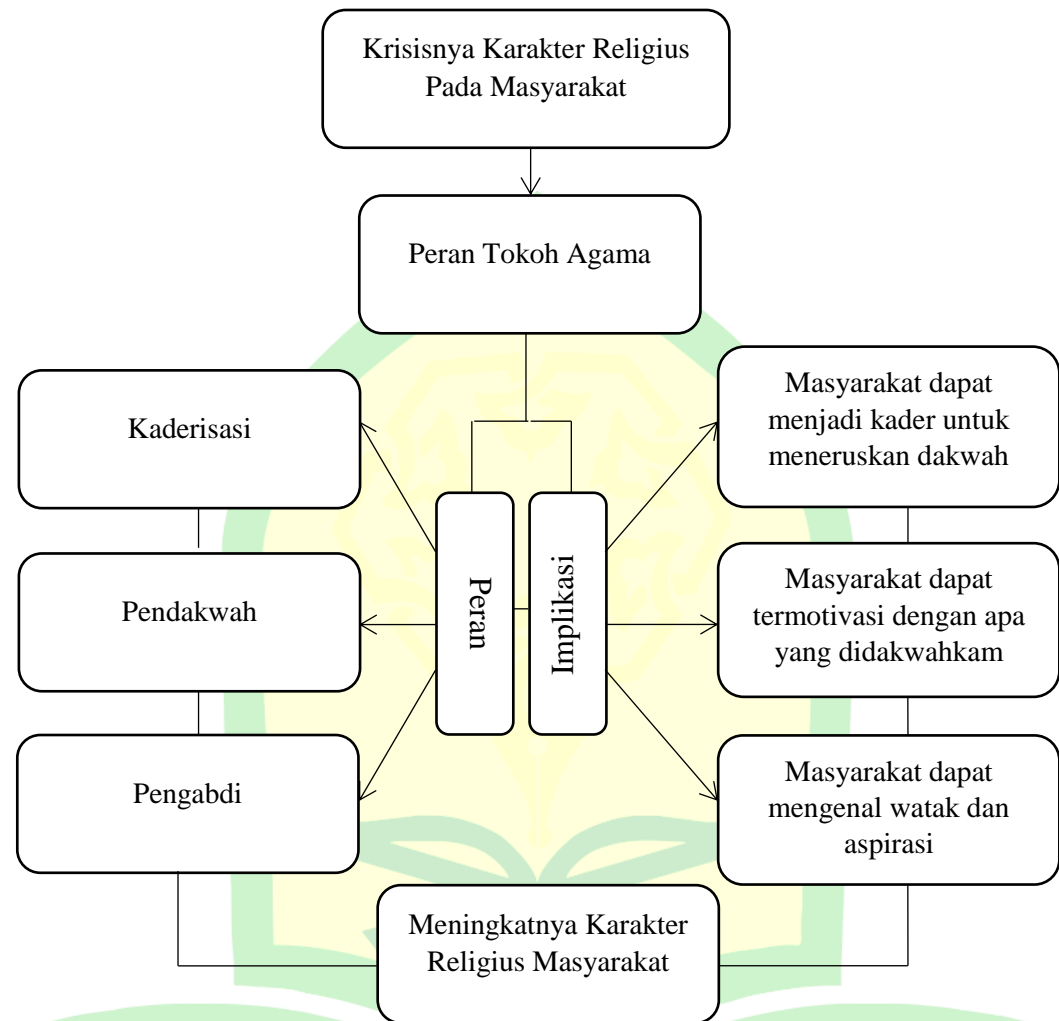 Krisisnya Karakter Religius
Pada Masyarakat
Peran Tokoh Agama
Kaderisasi
Pendakwah
Pengabdi
Peran
Implikasi
Masyarakat dapat
menjadi kader untuk
meneruskan dakwah
Masyarakat dapat
termotivasi dengan apa
yang didakwahkam
Masyarakat dapat
mengenal watak dan
aspirasi
Meningkatnya Karakter
Religius Masyarakat